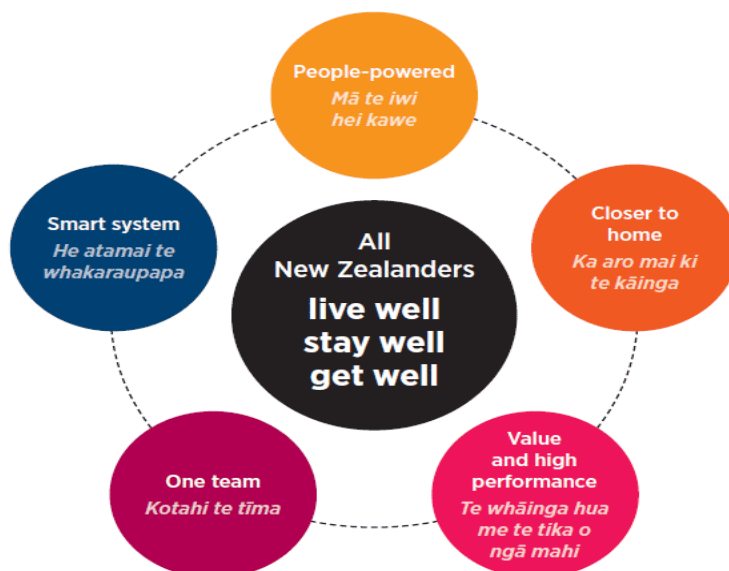 People-powered
Mā te iwi
hei kawe
Smart system
He atamai te
whakaraupapa
Closer to
home
Ka aro mai ki
te kāinga
All
New Zealanders
live well
stay well
get well
One team
Kotahi te tīma
Value
and high
performance
Te whāinga hua
me te tika o
ngā mahi